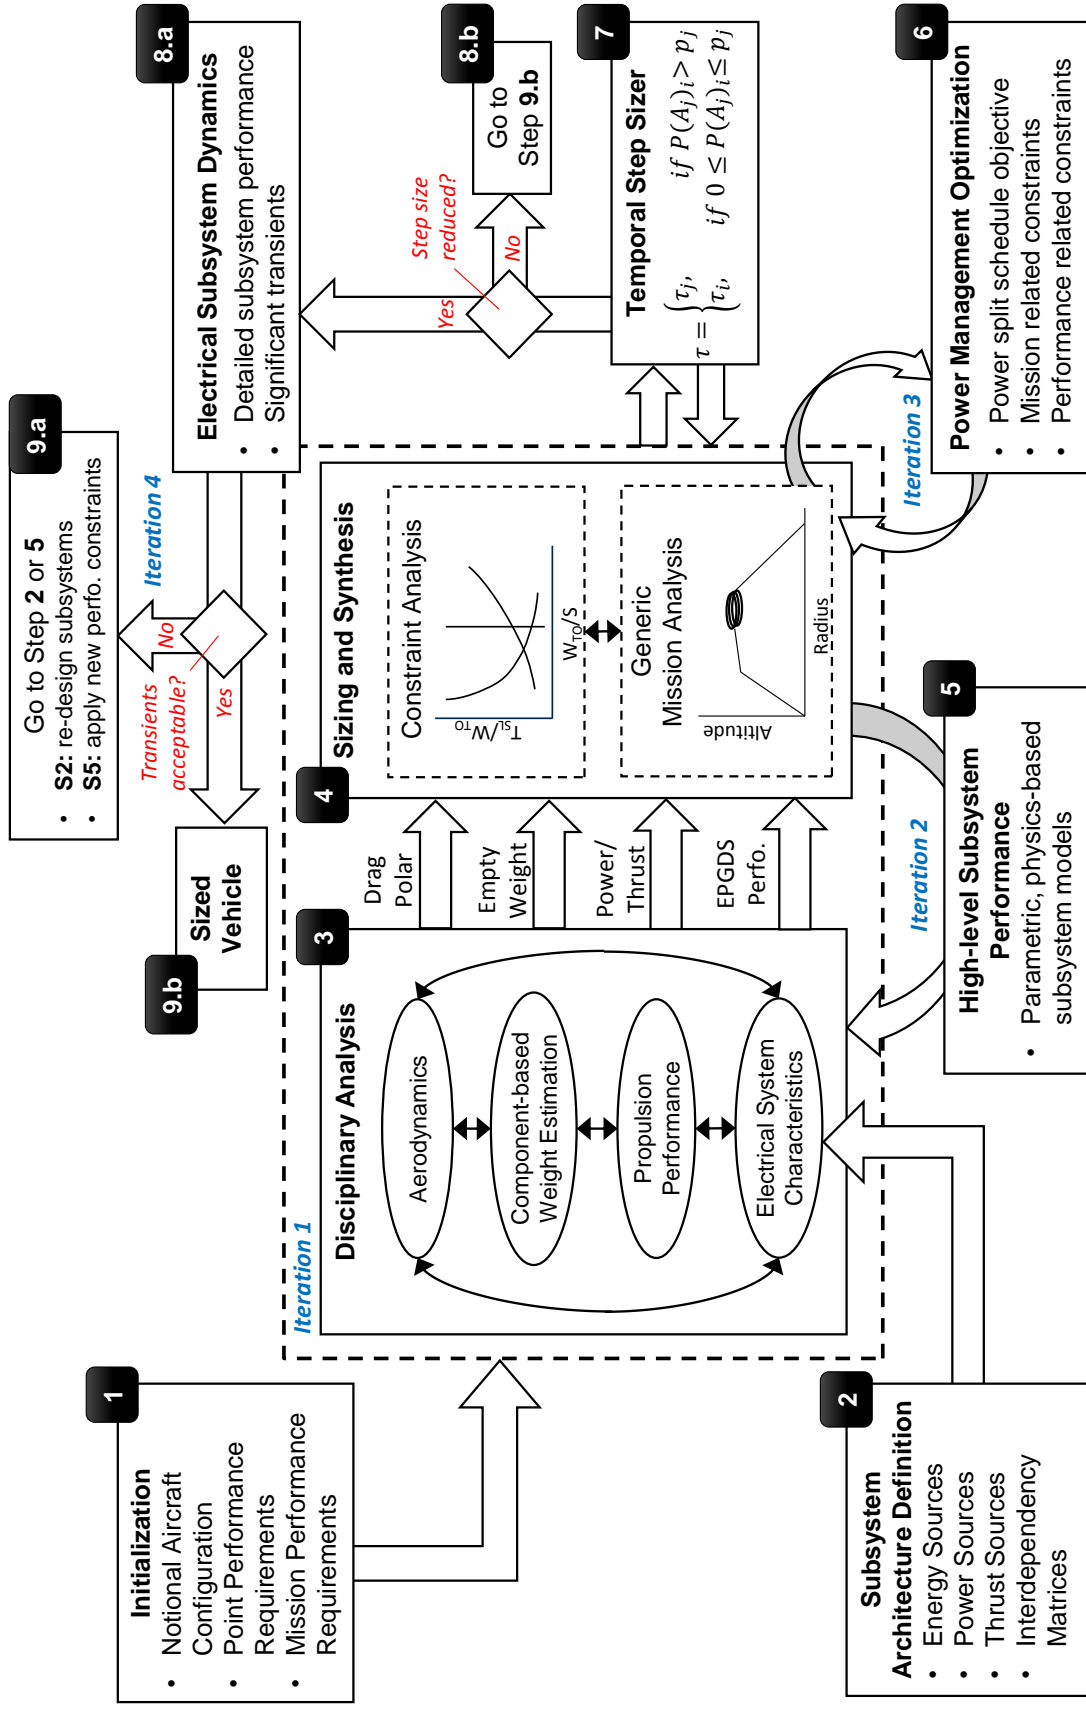 1
Initialization
• Notional Aircraft
Configuration
• Point Performance
Requirements
• Mission Performance
Requirements
2
Subsystem
Architecture Definition
• Energy Sources
• Power Sources
• Thrust Sources
• Interdependency
Matrices
Iteration 1
3
Disciplinary Analysis
Aerodynamics
Component-based
Weight Estimation
Propulsion
Performance
Electrical System
Characteristics
Drag
Polar
Empty
Weight
Power/
Thrust
EPGDS
Perfo.
4
Sizing and Synthesis
Constraint Analysis
T_SL/W_TO
W_TO/S
Generic
Mission Analysis
Altitude
Radius
Iteration 2
5
High-level Subsystem
Performance
• Parametric, physics-based
subsystem models
Iteration 3
6
Power Management Optimization
• Power split schedule objective
• Mission related constraints
• Performance related constraints
7
Temporal Step Sizer
τ = { τ_j, if P(A_j)_i > p_j
τ_i, if 0 ≤ P(A_j)_i ≤ p_j
Step size
reduced?
Yes
No
8.a
Electrical Subsystem Dynamics
• Detailed subsystem performance
• Significant transients
8.b
Go to
Step 9.b
Iteration 4
Transients
acceptable?
No
Yes
9.a
Go to Step 2 or 5
• S2: re-design subsystems
• S5: apply new perfo. constraints
9.b
Sized
Vehicle